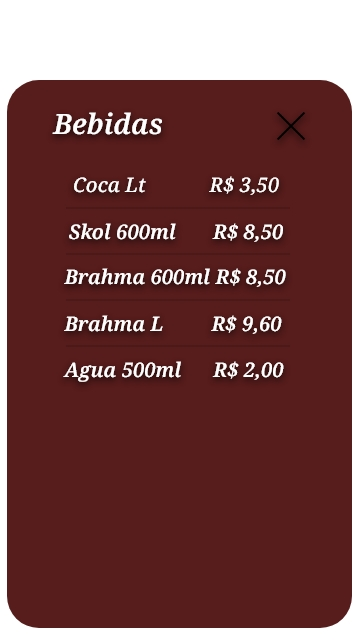 Bebidas
Coca Lt R$ 3,50
Skol 600ml R$ 8,50
Brahma 600ml R$ 8,50
Brahma L R$ 9,60
Agua 500ml R$ 2,00